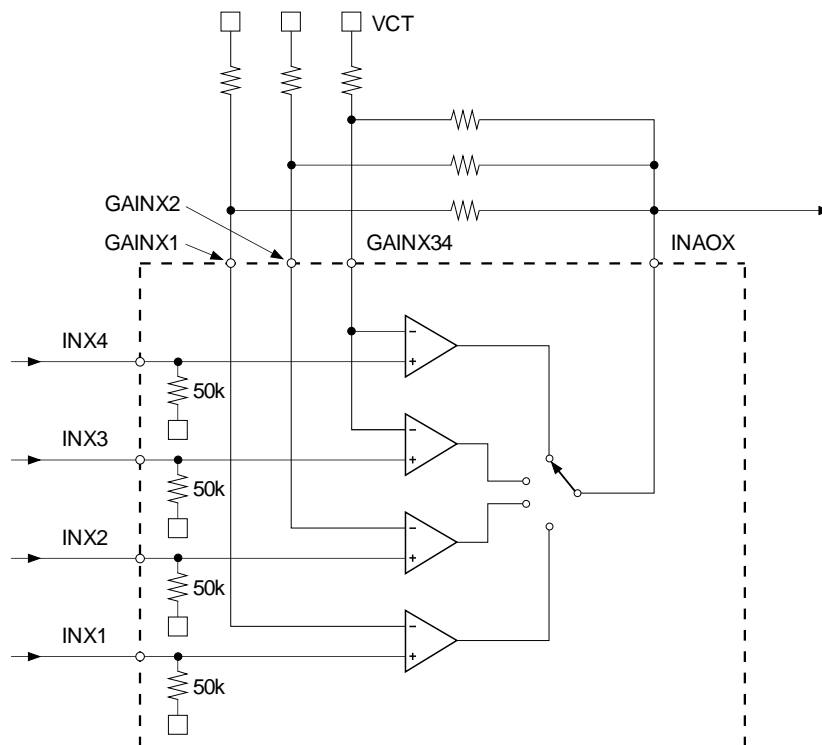 VCT
GAINX2
GAINX1
GAINX34
INAOX
INX4
−
+
50k
INX3
−
+
50k
INX2
−
+
50k
INX1
−
+
50k